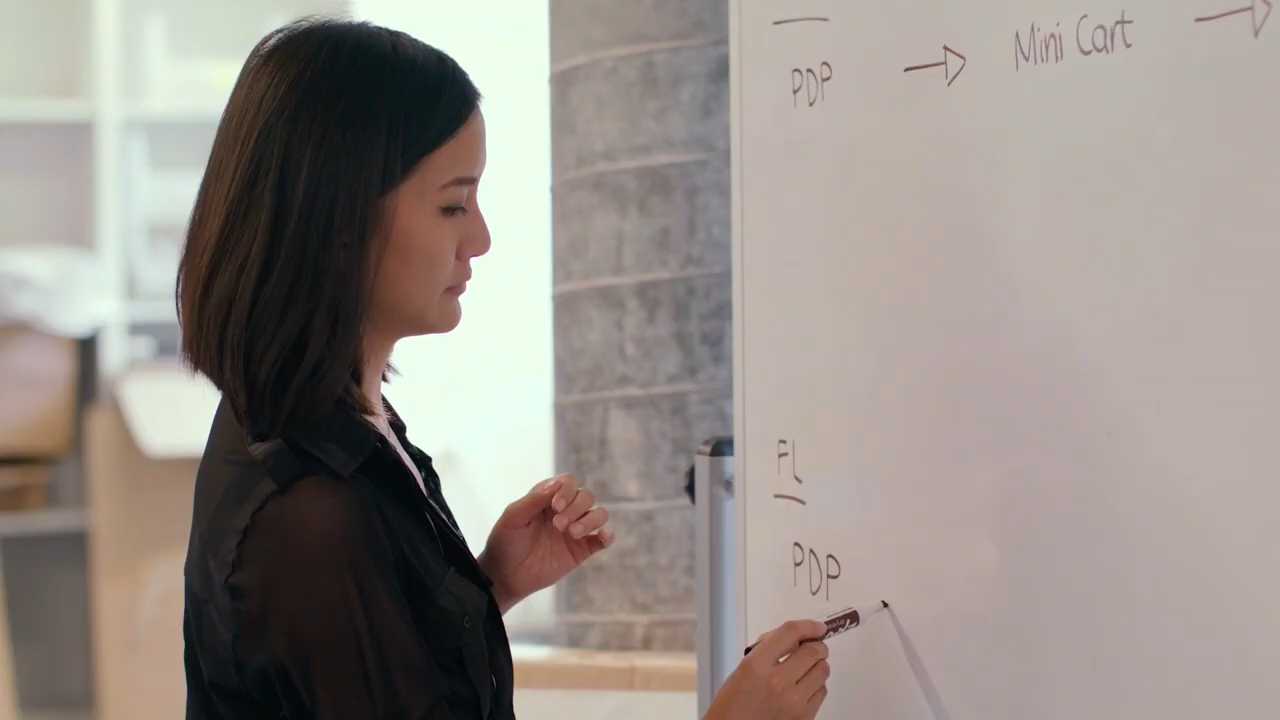 PDP → Mini Cart →
FL
PDP